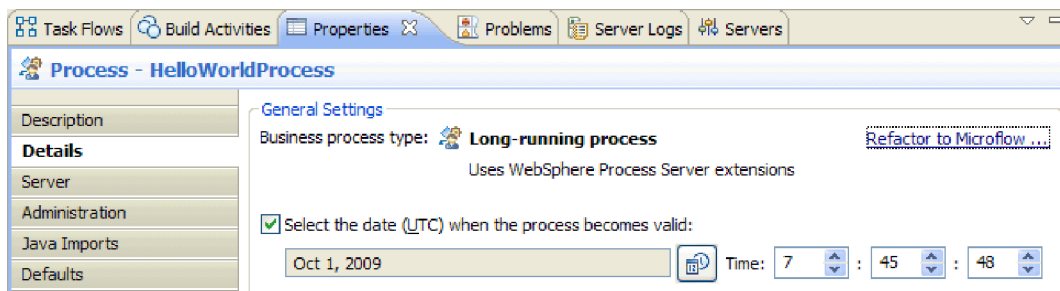 Task Flows Build Activities Properties Problems Server Logs Servers
Process - HelloWorldProcess
Description
Details
Server
Administration
Java Imports
Defaults
General Settings
Business process type: Long-running process Refactor to Microflow ...
Uses WebSphere Process Server extensions
Select the date (UTC) when the process becomes valid:
Oct 1, 2009 12 Time: 7 : 45 : 48